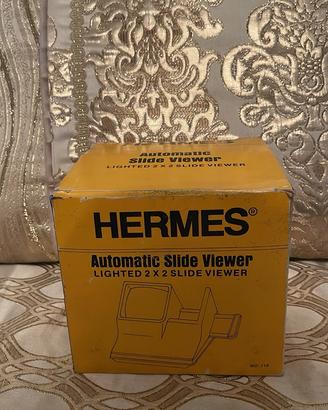 Automatic
Slide Viewer
LIGHTED 2 X 2 SLIDE VIEWER
HERMES®
Automatic Slide Viewer
LIGHTED 2 X 2 SLIDE VIEWER